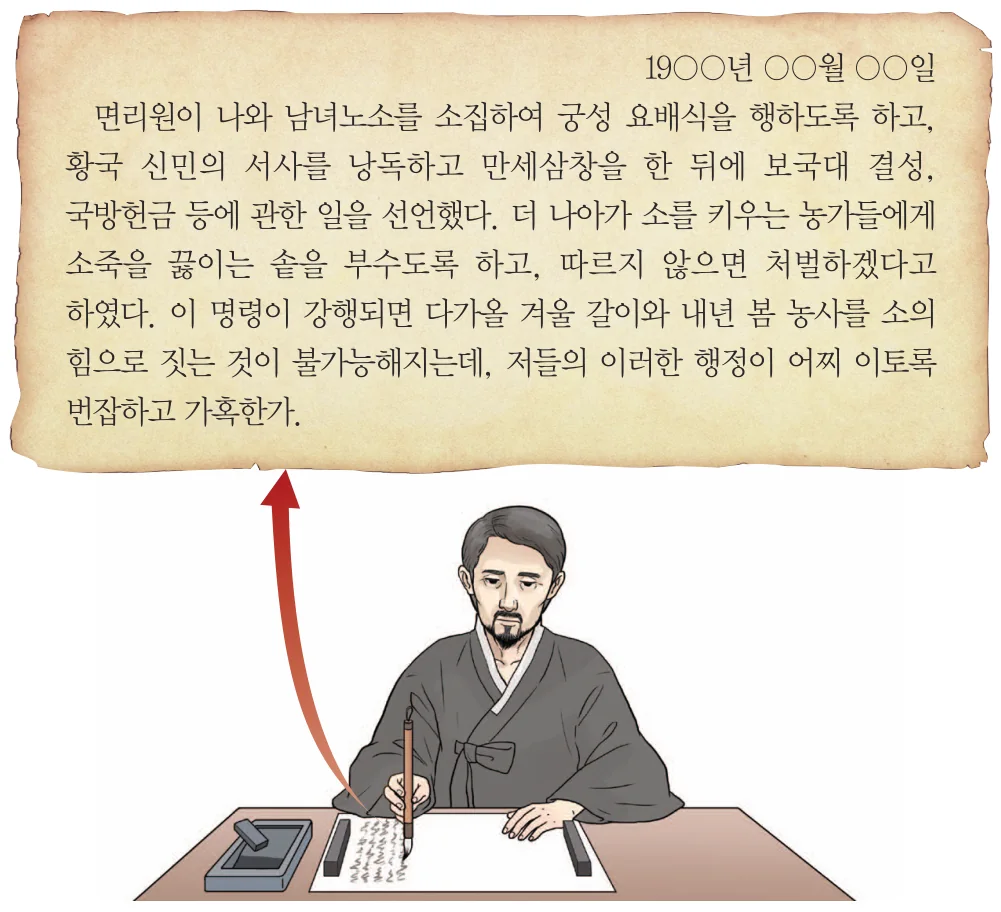 19○○년 ○○월 ○○일
면리원이 나와 남녀노소를 소집하여 궁성 요배식을 행하도록 하고,
황국 신민의 서사를 낭독하고 만세삼창을 한 뒤에 보국대 결성,
국방헌금 등에 관한 일을 선언했다. 더 나아가 소를 키우는 농가들에게
소죽을 끓이는 솥을 부수도록 하고, 따르지 않으면 처벌하겠다고
하였다. 이 명령이 강행되면 다가올 겨울 갈이와 내년 봄 농사를 소의
힘으로 짓는 것이 불가능해지는데, 저들의 이러한 행정이 어찌 이토록
번잡하고 가혹한가.